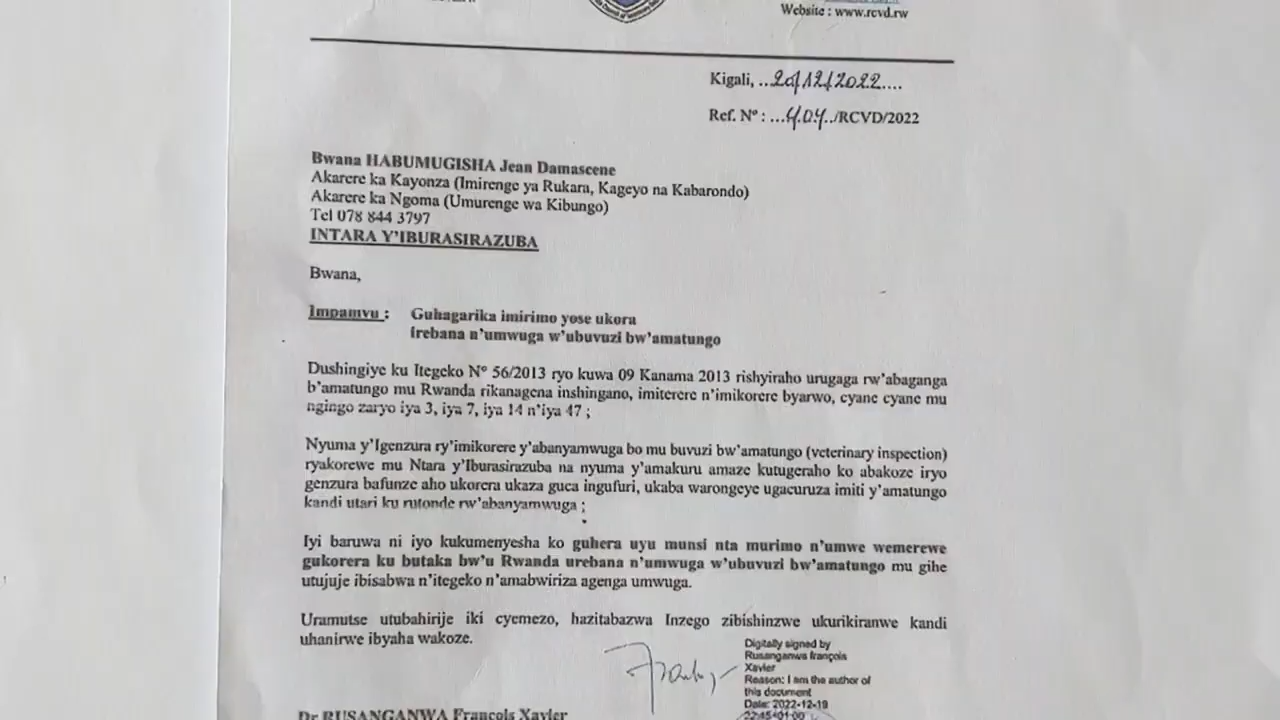 Website : www.rcvd.rw
Kigali, ..20/12/2022....
Ref. Nº : ...404../RCVD/2022
Bwana HABUMUGISHA Jean Damascene
Akarere ka Kayonza (Imirenge ya Rukara, Kageyo na Kabarondo)
Akarere ka Ngoma (Umurenge wa Kibungo)
Tel 078 844 3797
INTARA Y'IBURASIRAZUBA
Bwana,
Impamvu : Guhagarika imirimo yose ukora
irebana n'umwuga w'ubuvuzi bw'amatungo
Dushingiye ku Itegeko Nº 56/2013 ryo kuwa 09 Kanama 2013 rishyiraho urugaga rw'abaganga
b'amatungo mu Rwanda rikanagena inshingano, imiterere n'imikorere byarwo, cyane cyane mu
ngingo zaryo iya 3, iya 7, iya 14 n'iya 47 ;
Nyuma y'Igenzura ry'imikorere y'abanyamwuga bo mu buvuzi bw'amatungo (veterinary inspection)
ryakorewe mu Ntara y'Iburasirazuba na nyuma y'amakuru amaze kutugeraho ko abakoze iryo
genzura bafunze aho ukorera ukaza guca ingufuri, ukaba warongeye ugacuruza imiti y'amatungo
kandi utari ku rutonde rw'abanyamwuga ;
Iyi baruwa ni iyo kukumenyesha ko guhera uyu munsi nta murimo n'umwe wemerewe
gukorera ku butaka bw'u Rwanda urebana n'umwuga w'ubuvuzi bw'amatungo mu gihe
utujuje ibisabwa n'itegeko n'amabwiriza agenga umwuga.
Uramutse utubahirije iki cyemezo, hazitabazwa Inzego zibishinzwe ukurikiranwe kandi
uhanirwe ibyaha wakoze.
Digitally signed by
Rusanganwa françois
Xavier
Reason: I am the author of
this document
Date: 2022-12-19
22:45+01:00
Dr RUSANGANWA François Xavier